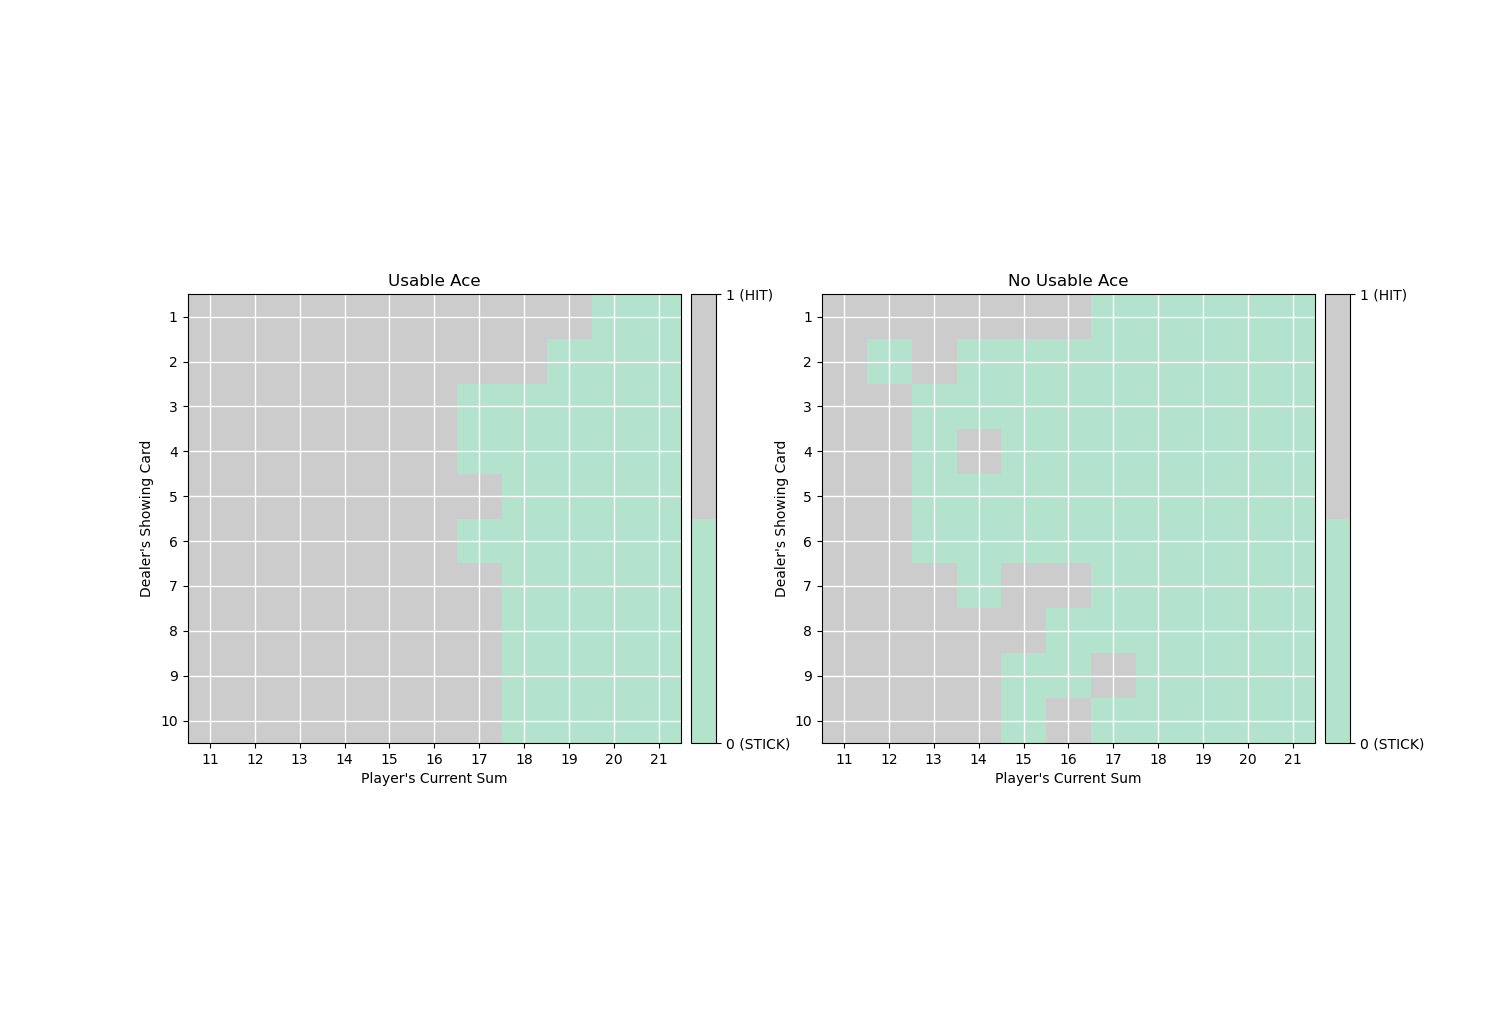 Usable Ace
1
2
3
4
5
6
7
8
9
10
Dealer's Showing Card
11 12 13 14 15 16 17 18 19 20 21
Player's Current Sum
1 (HIT)
0 (STICK)
No Usable Ace
1
2
3
4
5
6
7
8
9
10
Dealer's Showing Card
11 12 13 14 15 16 17 18 19 20 21
Player's Current Sum
1 (HIT)
0 (STICK)